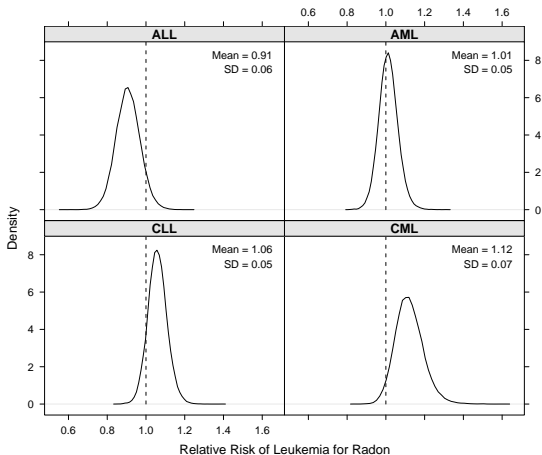 0.6 0.8 1.0 1.2 1.4 1.6
ALL
AML
Mean = 0.91
SD = 0.06
Mean = 1.01
SD = 0.05
8
6
4
2
0
Density
CLL
CML
Mean = 1.06
SD = 0.05
Mean = 1.12
SD = 0.07
8
6
4
2
0
0.6 0.8 1.0 1.2 1.4 1.6
Relative Risk of Leukemia for Radon